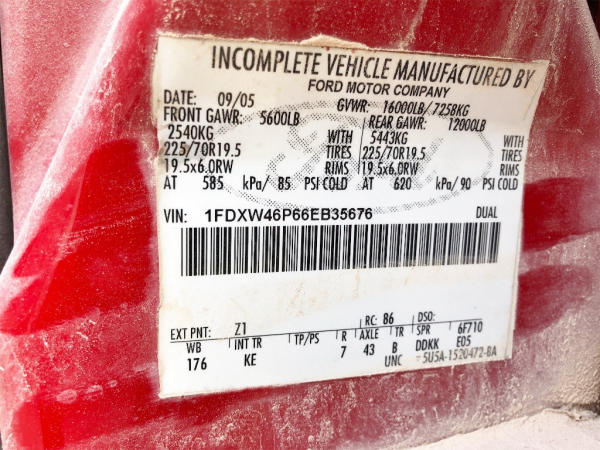 INCOMPLETE VEHICLE MANUFACTURED BY
FORD MOTOR COMPANY
DATE: 09/05 GVWR: 16000LB/ 7258KG
FRONT GAWR: 5600LB REAR GAWR: 12000LB
2540KG WITH 5443KG WITH
225/70R19.5 TIRES 225/70R19.5 TIRES
19.5x6.0RW RIMS 19.5x6.0RW RIMS
AT 585 kPa/ 85 PSI COLD AT 620 kPa/ 90 PSI COLD
VIN: 1FDXW46P66EB35676 DUAL
EXT PNT: Z1 RC: 86 DSO:
WB INT TR TP/PS R AXLE TR SPR 6F710
176 KE 7 43 B DDKK E05
UNC 5U5A-1520472-BA